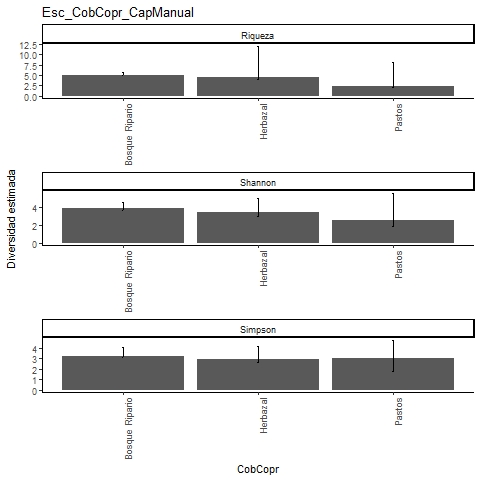 Esc_CobCopr_CapManual
Riqueza
12.5
10.0
7.5
5.0
2.5
0.0
Bosque Ripario
Herbazal
Pastos
Diversidad estimada
Shannon
4
2
0
Bosque Ripario
Herbazal
Pastos
Simpson
4
3
2
1
0
Bosque Ripario
Herbazal
Pastos
CobCopr